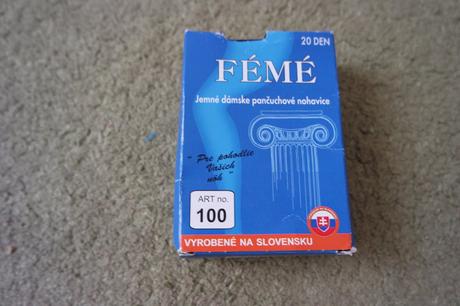 20 DEN
FÉMÉ
Jemné dámske pančuchové nohavice
"Pre pohodlie
Vašich
nôh"
ART no.
100
VYROBENÉ NA SLOVENSKU